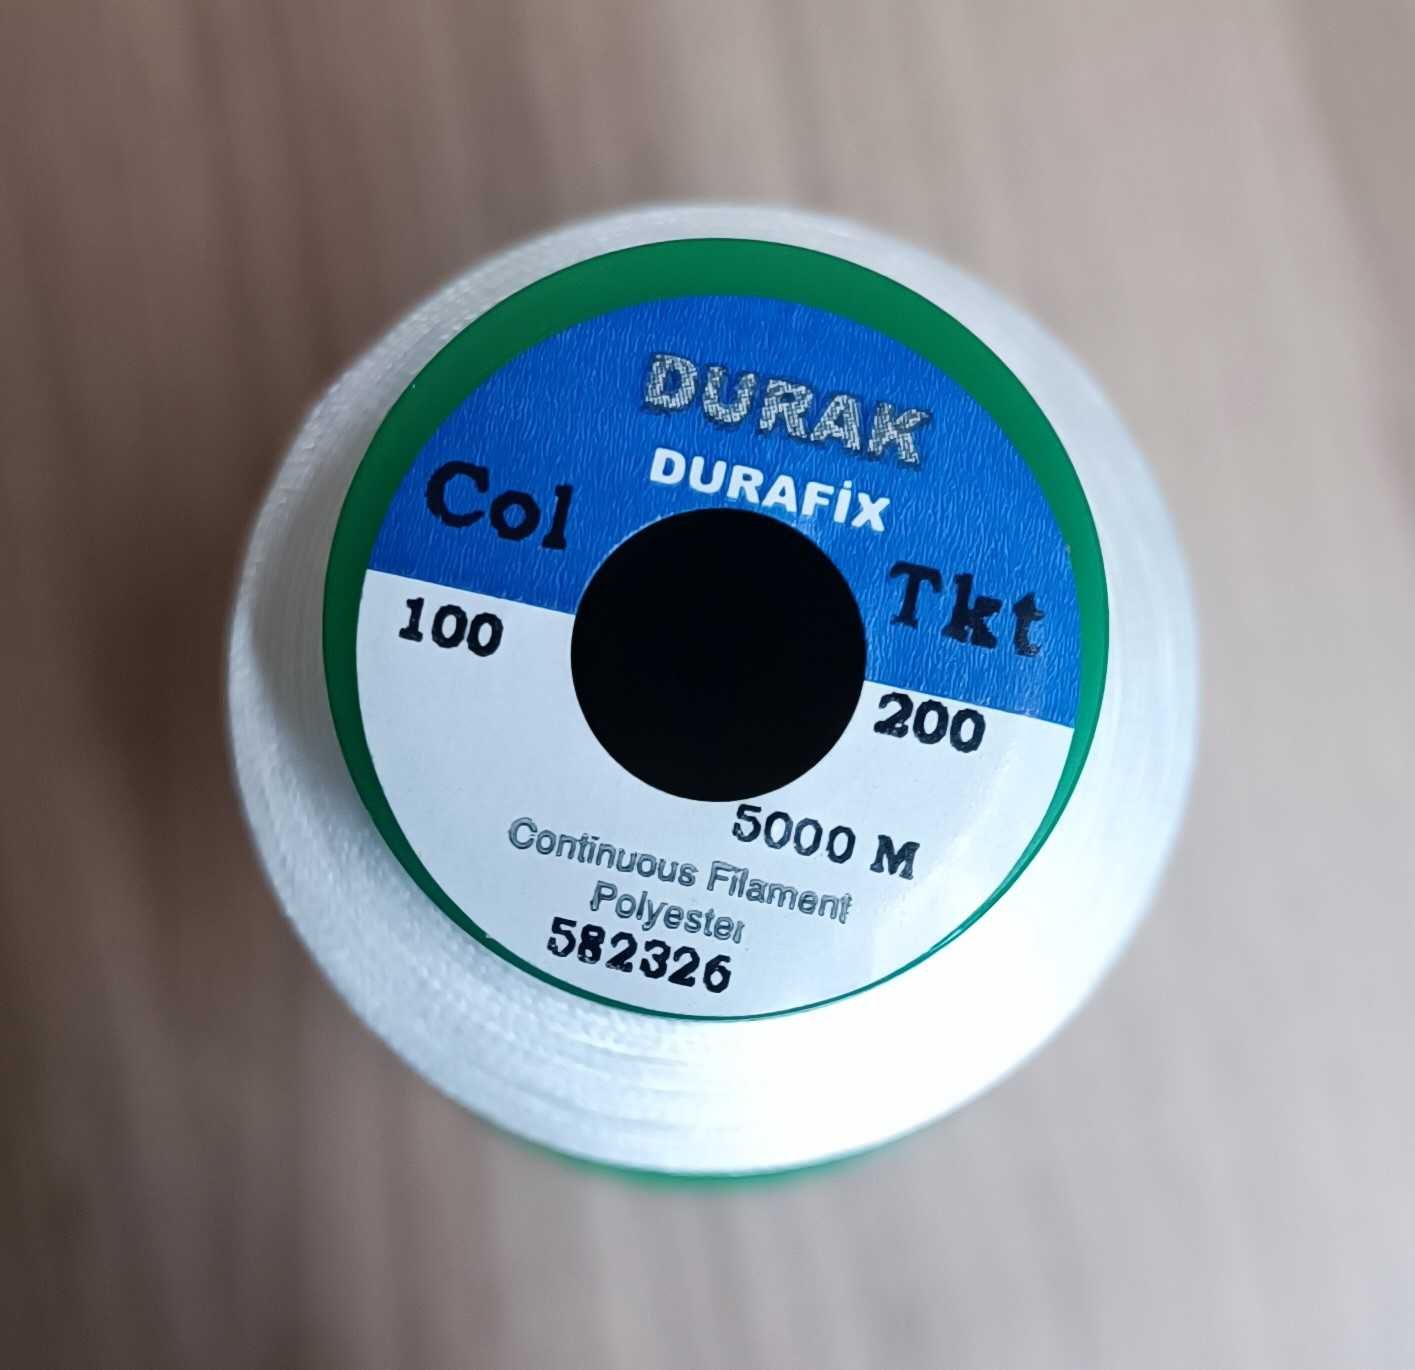 DURAK
DURAFİX
Col
Tkt
100
200
5000 M
Continuous Filament
Polyester
582326